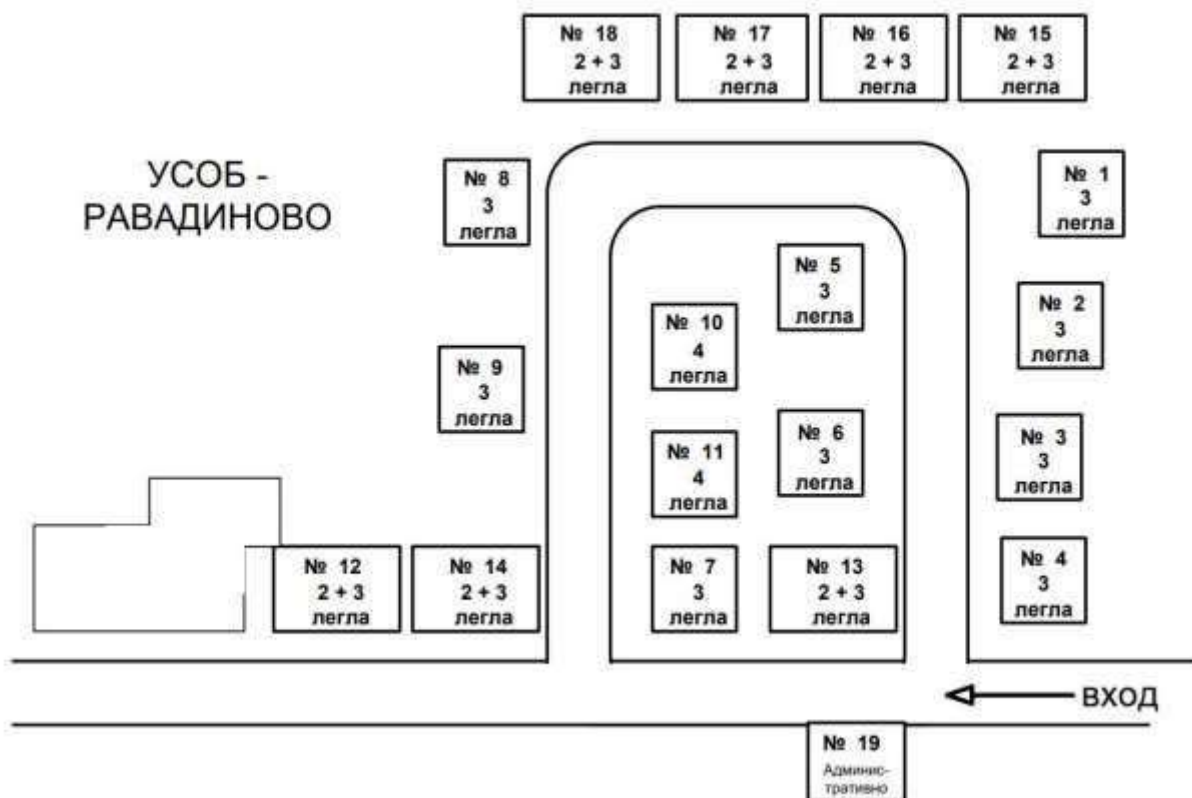 № 18
2 + 3
легла
№ 17
2 + 3
легла
№ 16
2 + 3
легла
№ 15
2 + 3
легла
УСОБ -
РАВАДИНОВО
№ 8
3
легла
№ 1
3
легла
№ 5
3
легла
№ 10
4
легла
№ 2
3
легла
№ 9
3
легла
№ 11
4
легла
№ 6
3
легла
№ 3
3
легла
№ 12
2 + 3
легла
№ 14
2 + 3
легла
№ 7
3
легла
№ 13
2 + 3
легла
№ 4
3
легла
ВХОД
№ 19
Админис-
тративно